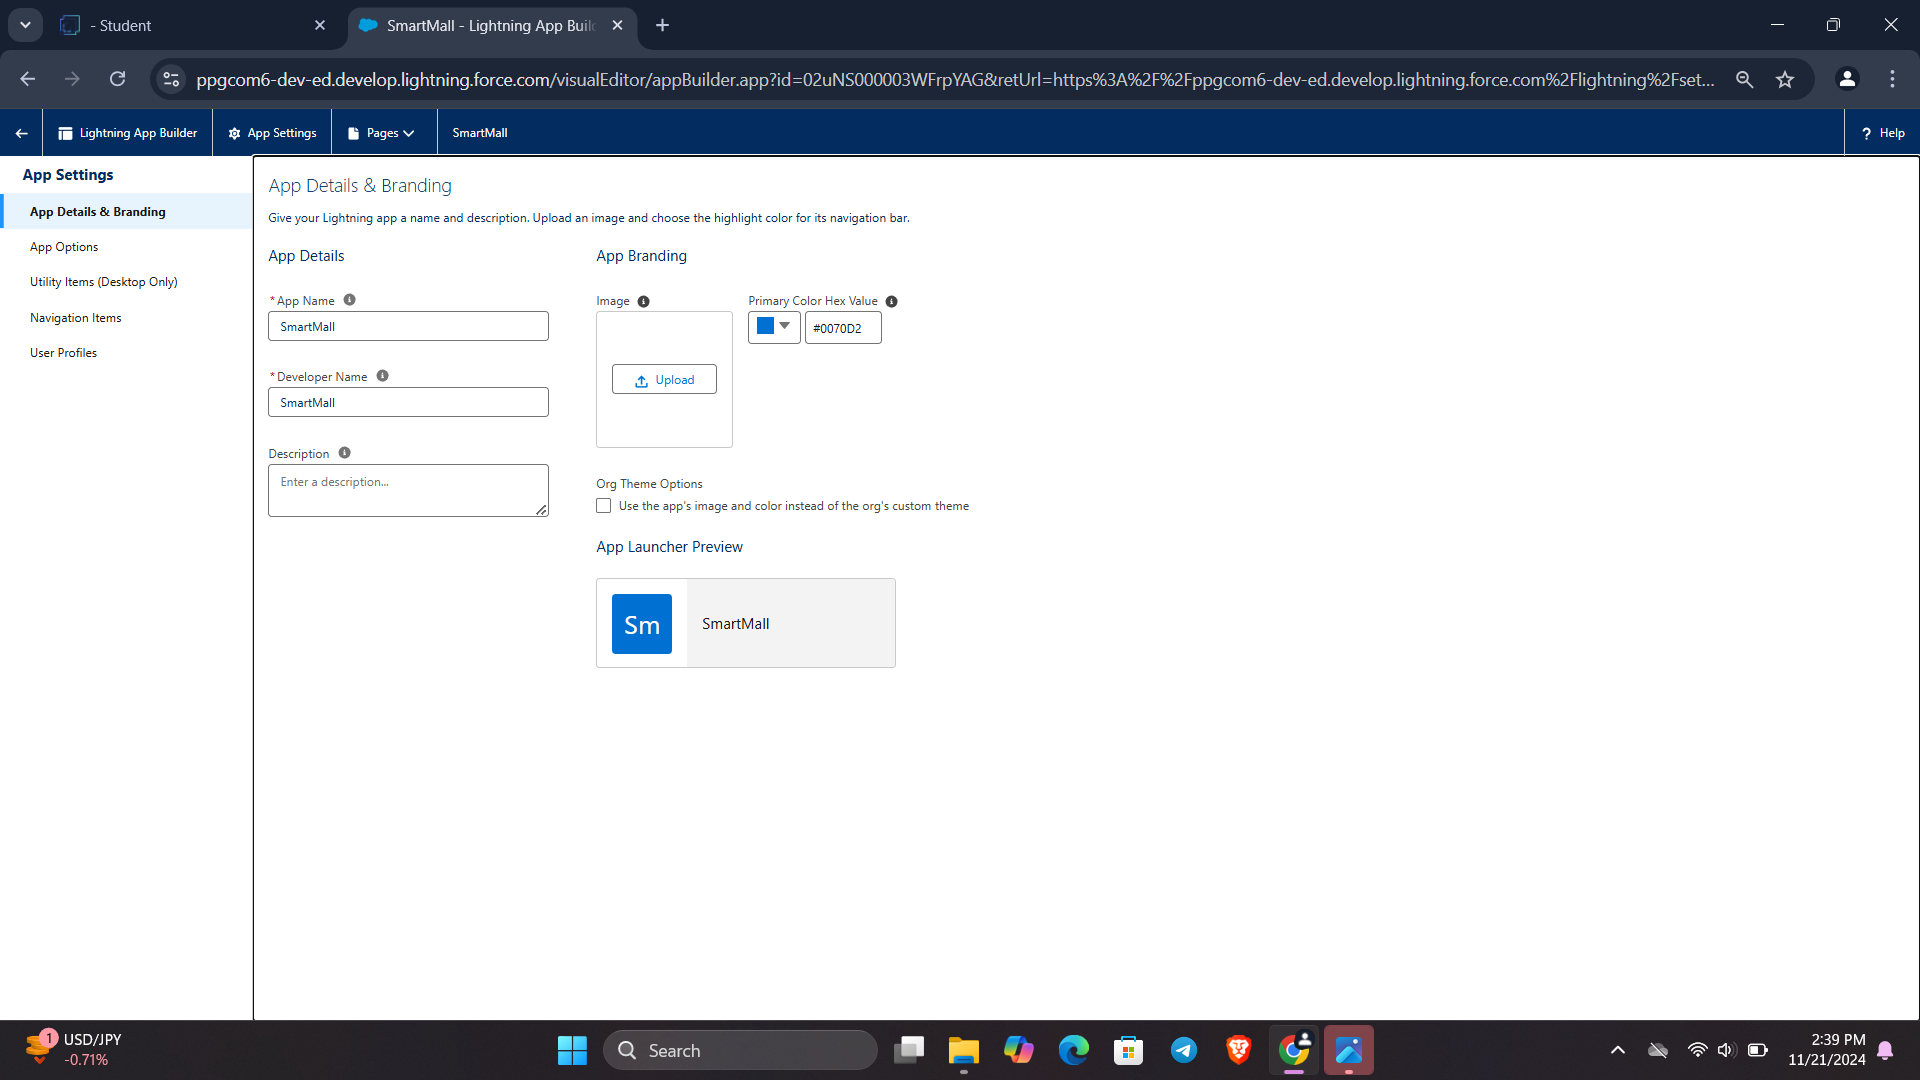 - Student
SmartMall - Lightning App Buil
ppgcom6-dev-ed.develop.lightning.force.com/visualEditor/appBuilder.app?id=02uNS000003WFrpYAG&retUrl=https%3A%2F%2Fppgcom6-dev-ed.develop.lightning.force.com%2Flightning%2Fset...
Lightning App Builder
App Settings
Pages
SmartMall
? Help
App Settings
App Details & Branding
App Options
Utility Items (Desktop Only)
Navigation Items
User Profiles
App Details & Branding
Give your Lightning app a name and description. Upload an image and choose the highlight color for its navigation bar.
App Details
*App Name
SmartMall
*Developer Name
SmartMall
Description
Enter a description...
App Branding
Image
Upload
Primary Color Hex Value
#0070D2
Org Theme Options
Use the app's image and color instead of the org's custom theme
App Launcher Preview
Sm
SmartMall
1
USD/JPY
-0.71%
Search
2:39 PM
11/21/2024